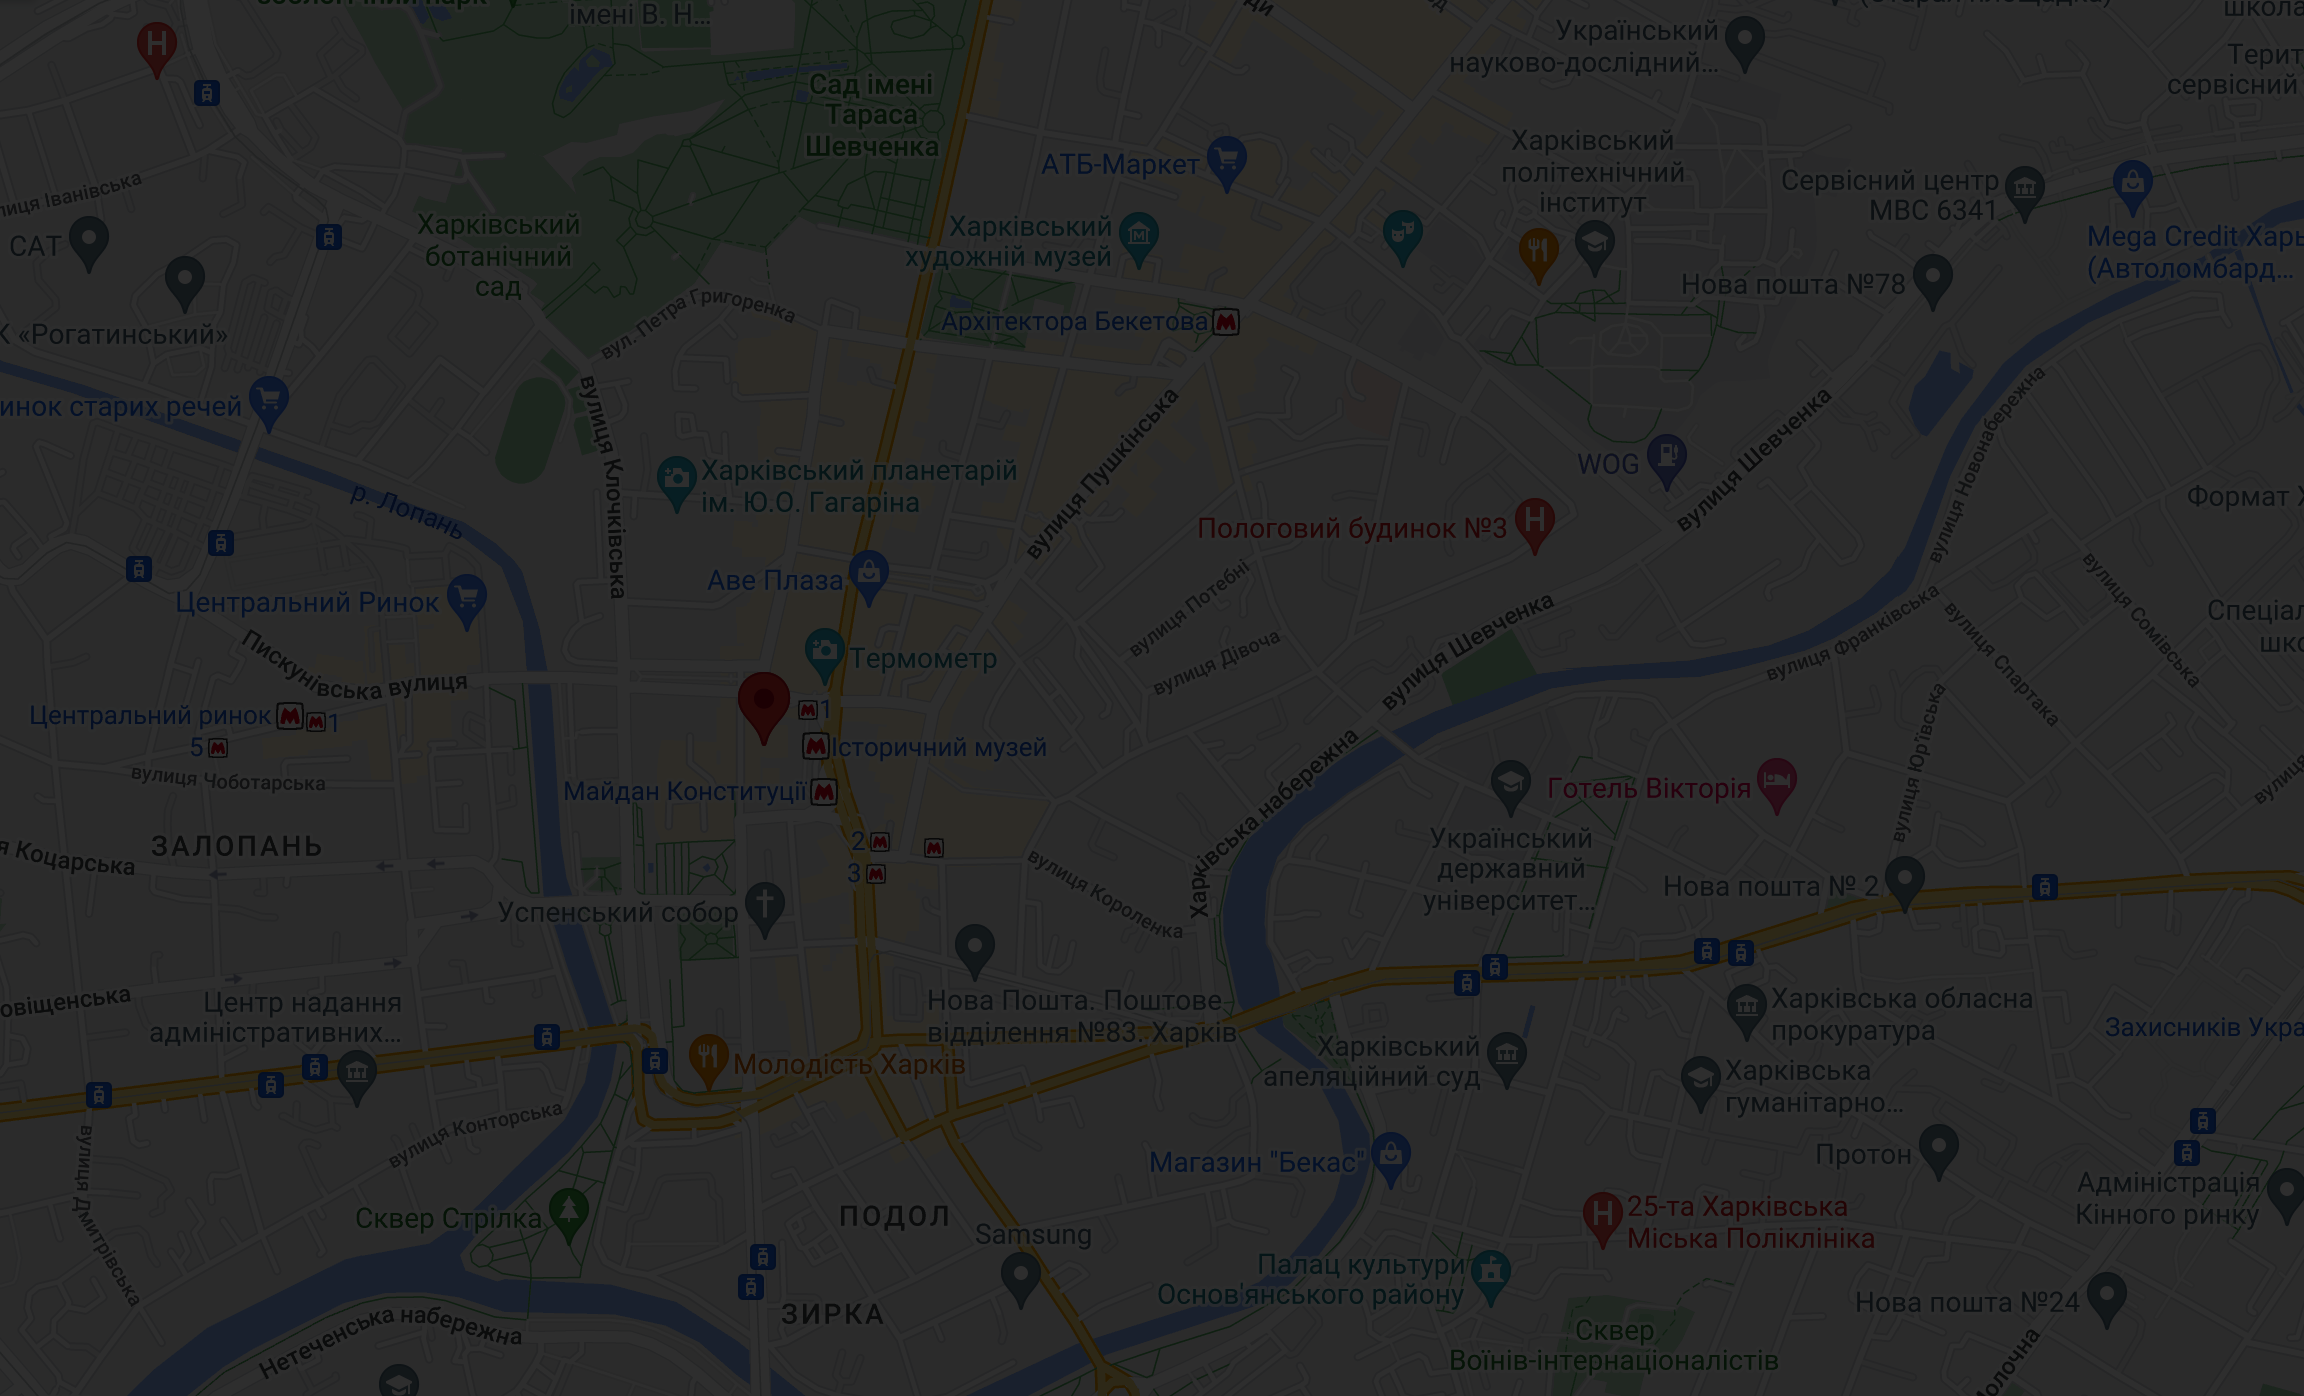 імені В. Н...
Український
науково-дослідний...
школа
Терит
сервісний
Сад імені
Тараса
Шевченка
АТБ-Маркет
Харківський
політехнічний
інститут
Сервісний центр
МВС 6341
Mega Credit Харь
(Автоломбард...
лиця Іванівська
САТ
Харківський
ботанічний
сад
Харківський
художній музей
Нова пошта №78
К «Рогатинський»
вул. Петра Григоренка
Архітектора Бекетова
инок старих речей
вулиця Клочківська
вулиця Пушкінська
вулиця Шевченка
вулиця Новонабережна
р. Лопань
Харківський планетарій
ім. Ю.О. Гагаріна
WOG
Формат Х
Пологовий будинок №3
Аве Плаза
вулиця Потебні
Центральний Ринок
вулиця Шевченка
вулиця Франківська
вулиця Спартака
вулиця Сомівська
Спеціал
шко
Пискунівська вулиця
Термометр
вулиця Дівоча
Центральний ринок
1
5
1
Історичний музей
вулиця Юр'ївська
вулиця Чоботарська
Майдан Конституції
Харківська набережна
Готель Вікторія
вулиц
ЗАЛОПАНЬ
я Коцарська
2
3
вулиця Короленка
Український
державний
університет...
Нова пошта № 2
Успенський собор
овіщенська
Центр надання
адміністративних...
Нова Пошта. Поштове
відділення №83. Харків
Харківська обласна
прокуратура
Захисників Укра
Молодість Харків
Харківський
апеляційний суд
Харківська
гуманітарно...
вулиця Конторська
вулиця Дмитрівська
Магазин "Бекас"
Протон
Адміністрація
Кінного ринку
Сквер Стрілка
ПОДОЛ
Samsung
25-та Харківська
Міська Поліклініка
Палац культури
Основ'янського району
ЗИРКА
Нова пошта №24
Нетеченська набережна
Сквер
Воїнів-інтернаціоналістів
олочна